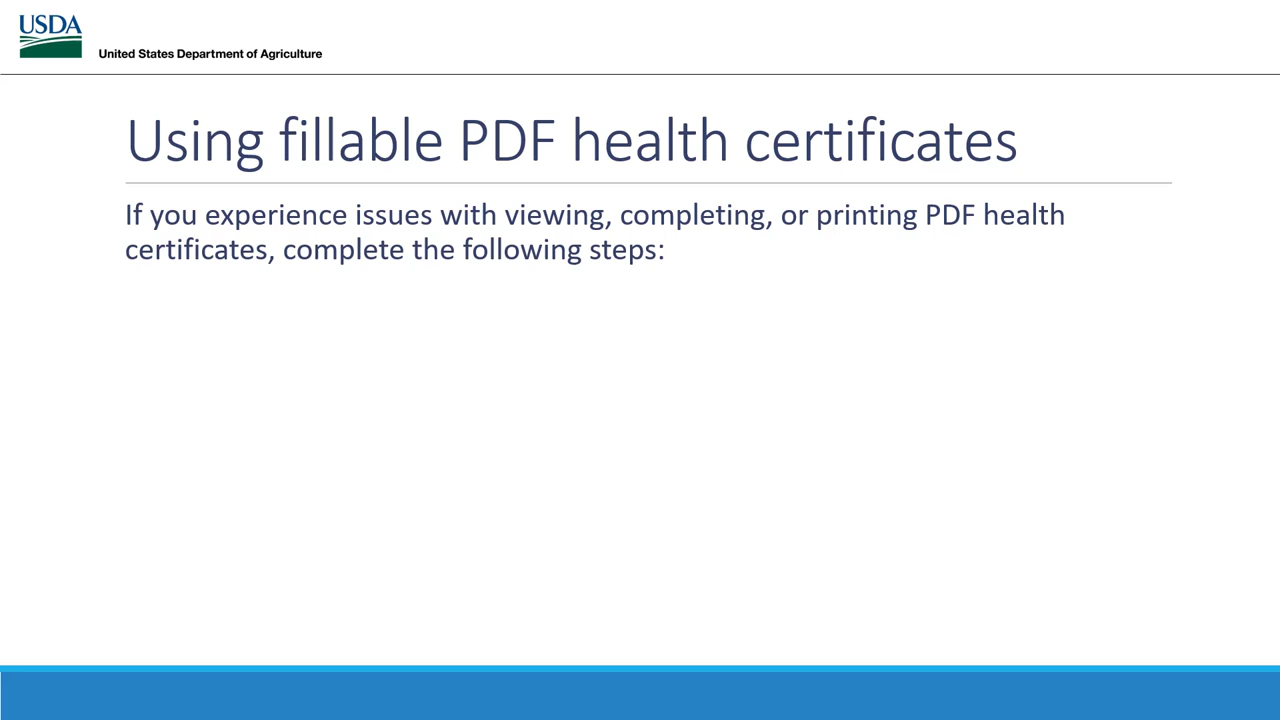 USDA
United States Department of Agriculture
Using fillable PDF health certificates
If you experience issues with viewing, completing, or printing PDF health
certificates, complete the following steps: